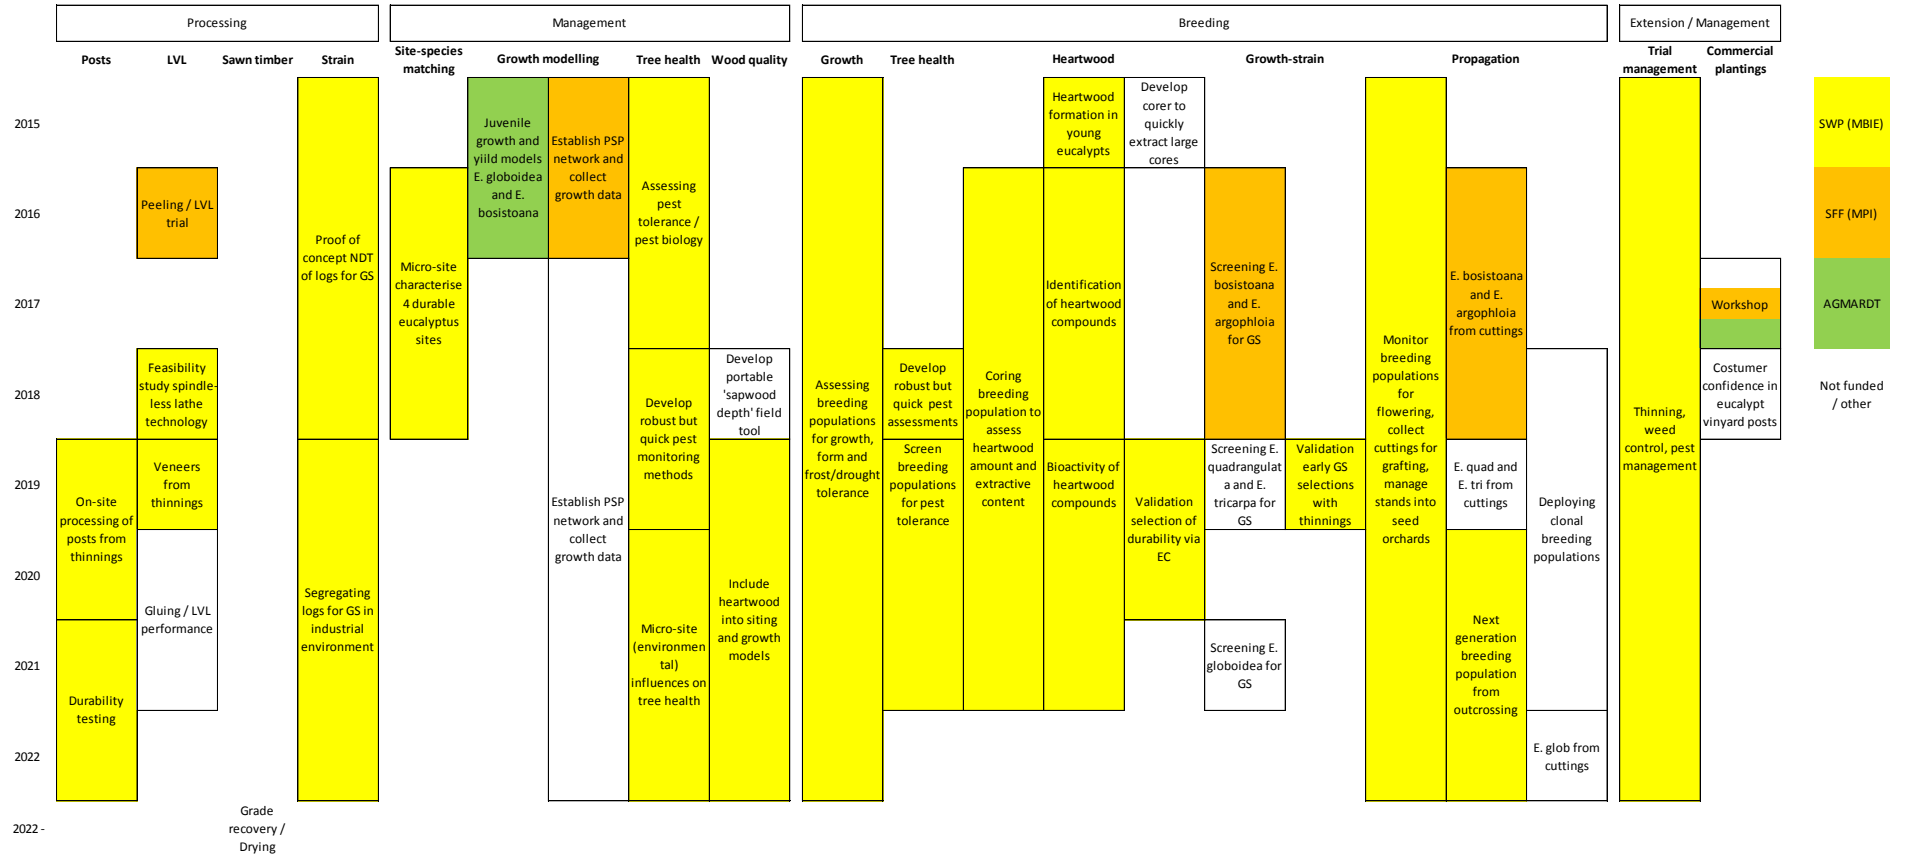 Processing
Management
Breeding
Extension / Management
Posts
LVL
Sawn timber
Strain
Site-species
matching
Growth modelling
Tree health
Wood quality
Growth
Tree health
Heartwood
Growth-strain
Propagation
Trial
management
Commercial
plantings
2015
2016
2017
2018
2019
2020
2021
2022
2022 -
On-site
processing of
posts from
thinnings
Durability
testing
Peeling / LVL
trial
Feasibility
study spindle-
less lathe
technology
Veneers
from
thinnings
Gluing / LVL
performance
Grade
recovery /
Drying
Proof of
concept NDT
of logs for GS
Segregating
logs for GS in
industrial
environment
Micro-site
characterise
4 durable
eucalyptus
sites
Juvenile
growth and
yiild models
E. globoidea
and E.
bosistoana
Establish PSP
network and
collect
growth data
Establish PSP
network and
collect
growth data
Assessing
pest
tolerance /
pest biology
Develop
robust but
quick pest
monitoring
methods
Micro-site
(environmen
tal)
influences on
tree health
Develop
portable
'sapwood
depth' field
tool
Include
heartwood
into siting
and growth
models
Assessing
breeding
populations
for growth,
form and
frost/drought
tolerance
Develop
robust but
quick pest
assessments
Screen
breeding
populations
for pest
tolerance
Coring
breeding
population to
assess
heartwood
amount and
extractive
content
Heartwood
formation in
young
eucalypts
Identification
of heartwood
compounds
Bioactivity of
heartwood
compounds
Develop
corer to
quickly
extract large
cores
Validation
selection of
durability via
EC
Screening E.
bosistoana
and E.
argophloia
for GS
Screening E.
quadrangulat
a and E.
tricarpa for
GS
Screening E.
globoidea for
GS
Validation
early GS
selections
with
thinnings
Monitor
breeding
populations
for
flowering,
collect
cuttings for
grafting,
manage
stands into
seed
orchards
E. bosistoana
and E.
argophloia
from cuttings
E. quad and
E. tri from
cuttings
Next
generation
breeding
population
from
outcrossing
Deploying
clonal
breeding
populations
E. glob from
cuttings
Thinning,
weed
control, pest
management
Workshop
Costumer
confidence in
eucalypt
vinyard posts
SWP (MBIE)
SFF (MPI)
AGMARDT
Not funded
/ other